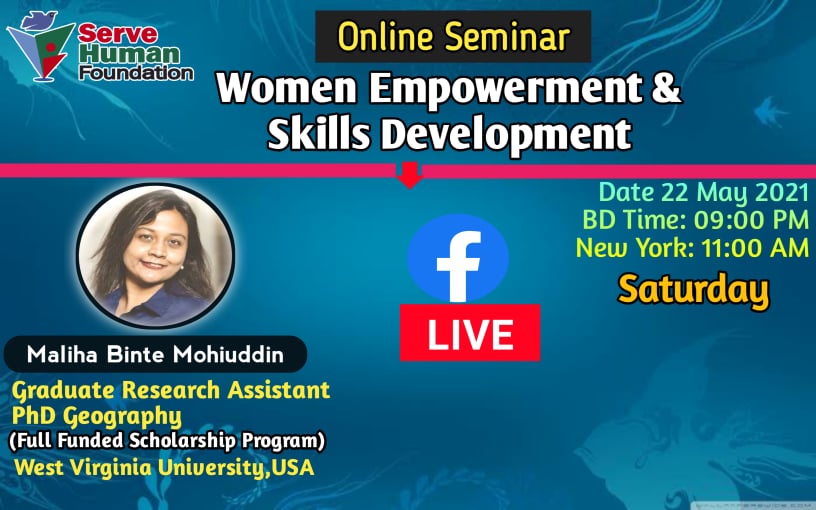 Serve
Human
Foundation
Online Seminar
Women Empowerment &
Skills Development
Date 22 May 2021
BD Time: 09:00 PM
New York: 11:00 AM
Saturday
f
LIVE
Maliha Binte Mohiuddin
Graduate Research Assistant
PhD Geography
(Full Funded Scholarship Program)
West Virginia University,USA